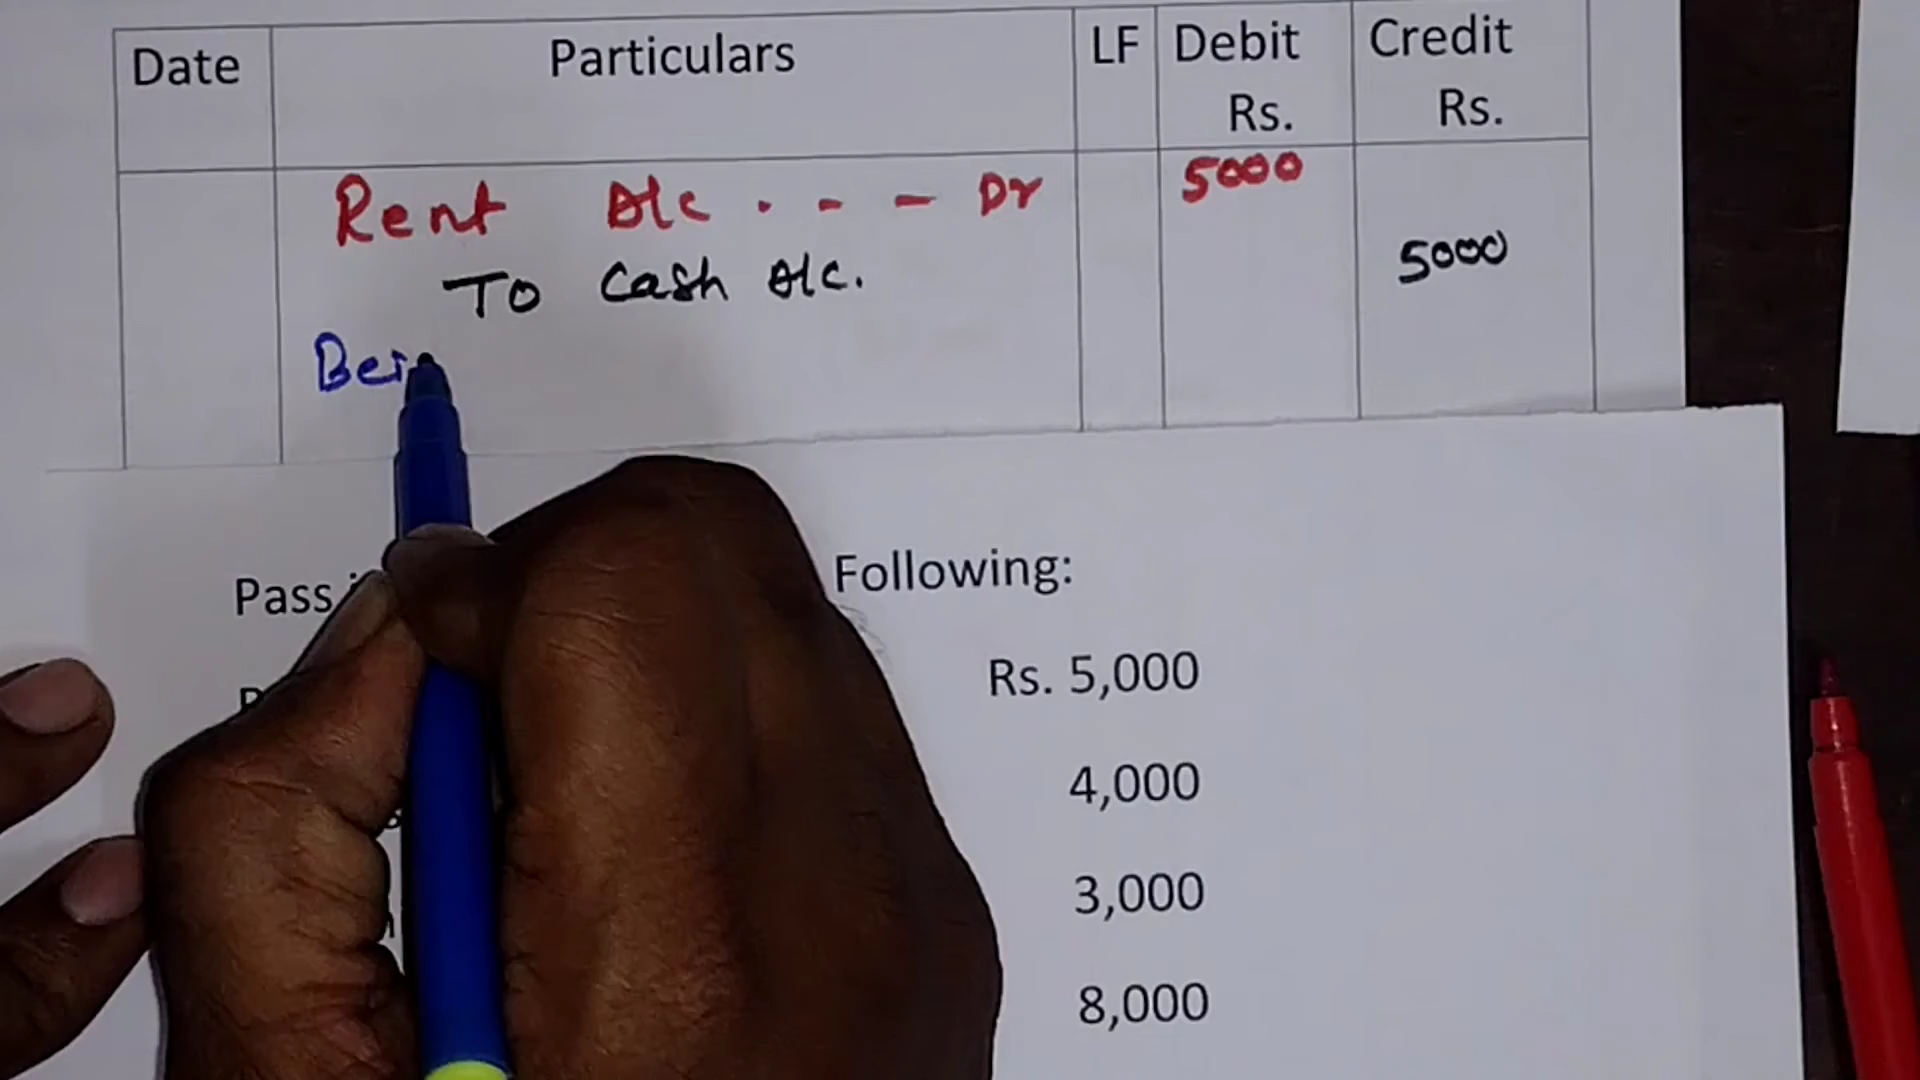 Date Particulars LF Debit Rs. Credit Rs.
Rent A/c . - - Dr 5000
To Cash A/c. 5000
Bei
Pass Following:
Rs. 5,000
4,000
3,000
8,000